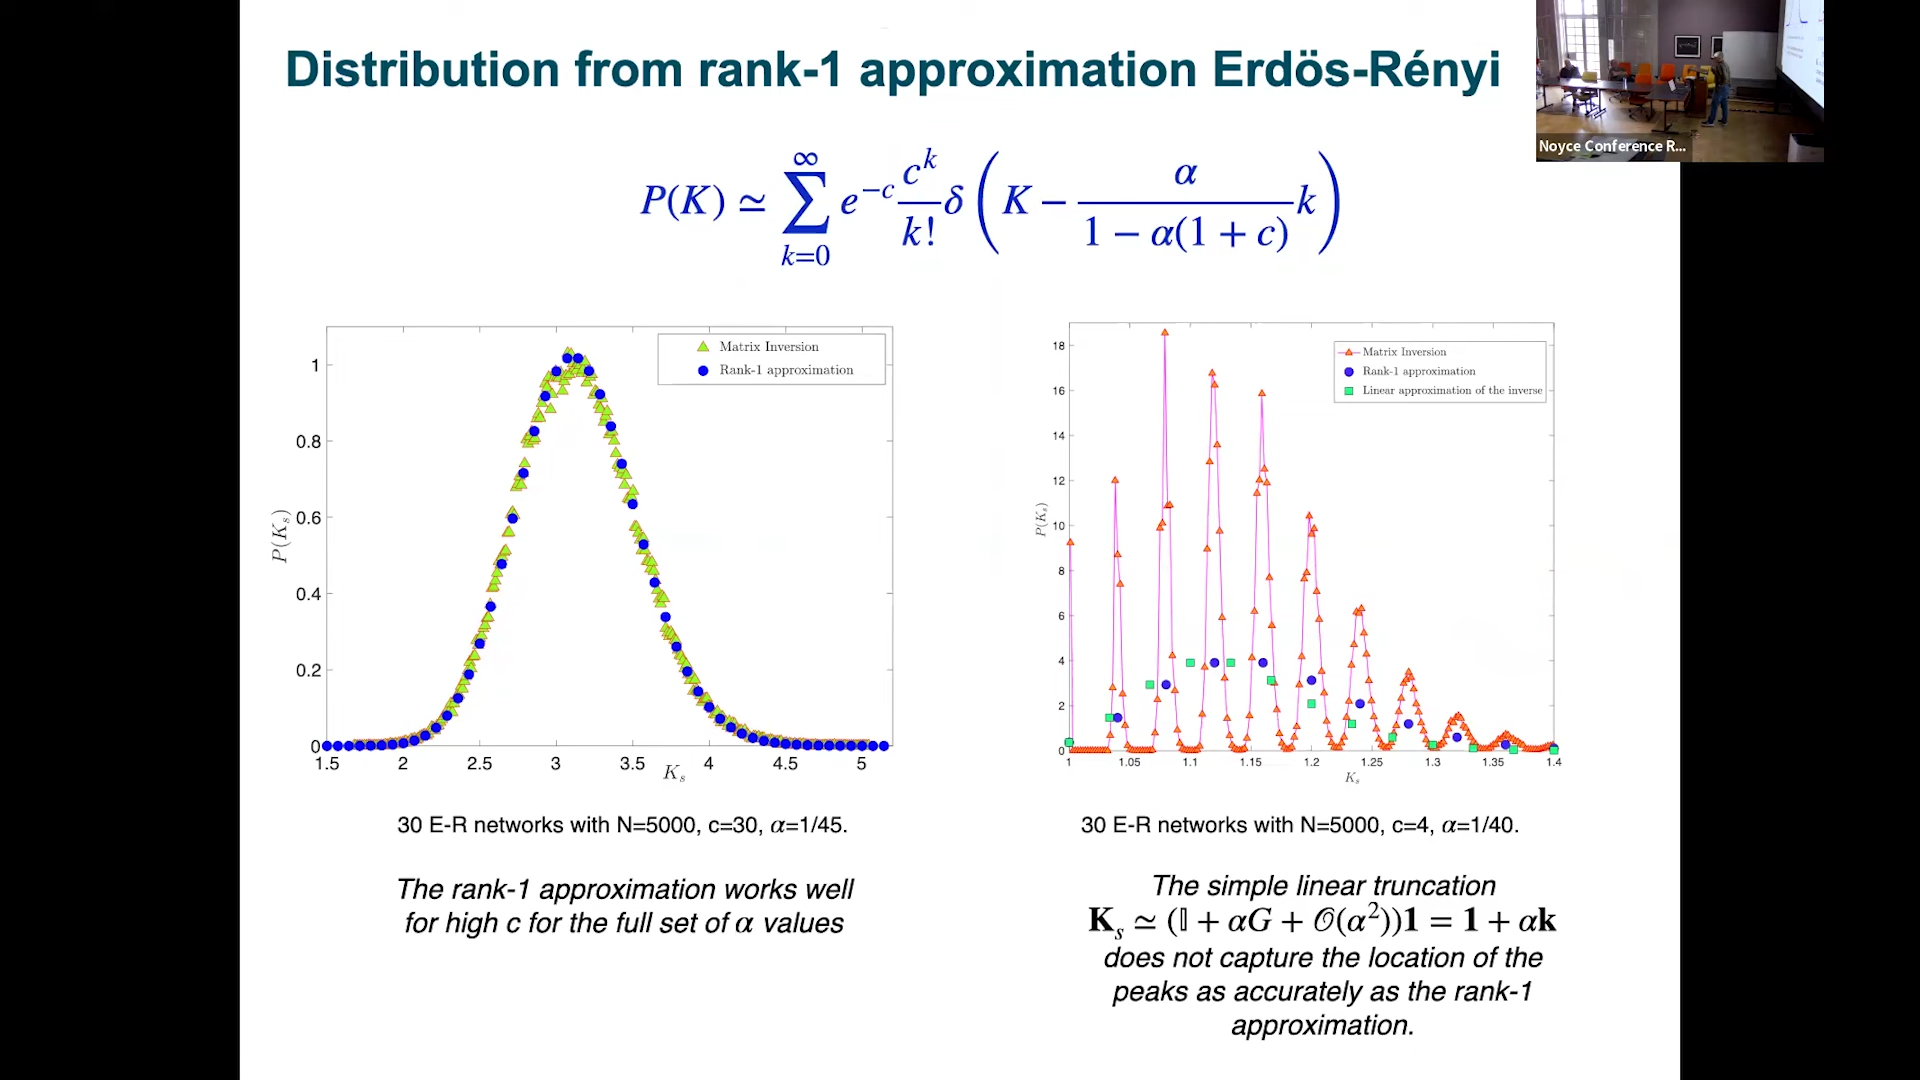 Distribution from rank-1 approximation Erdös-Rényi
Noyce Conference R...
P(K) ≃ ∑_{k=0}^{∞} e^{-c} c^k/k! δ(K − α/(1 − α(1 + c)) k)
Matrix Inversion
Rank-1 approximation
1
0.8
0.6
0.4
0.2
0
P(K_s)
1.5 2 2.5 3 3.5 4 4.5 5
K_s
Matrix Inversion
Rank-1 approximation
Linear approximation of the inverse
18
16
14
12
10
8
6
4
2
0
P(K_s)
1 1.05 1.1 1.15 1.2 1.25 1.3 1.35 1.4
K_s
30 E-R networks with N=5000, c=30, α=1/45.
The rank-1 approximation works well
for high c for the full set of α values
30 E-R networks with N=5000, c=4, α=1/40.
The simple linear truncation
K_s ≃ (𝕀 + αG + 𝒪(α²))1 = 1 + αk
does not capture the location of the
peaks as accurately as the rank-1
approximation.